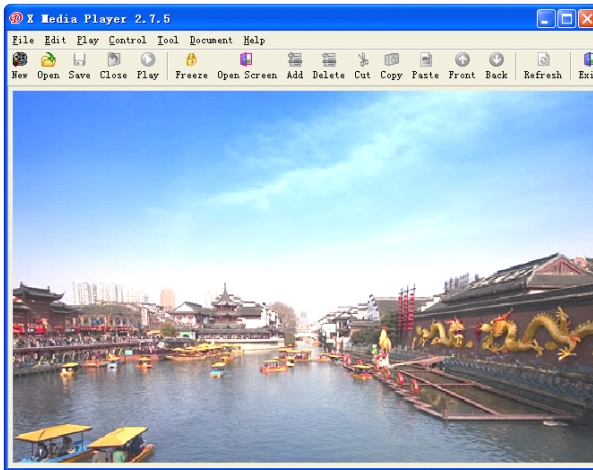 X Media Player 2.7.5
File Edit Play Control Tool Document Help
New Open Save Close Play Freeze Open Screen Add Delete Cut Copy Paste Front Back Refresh Exi